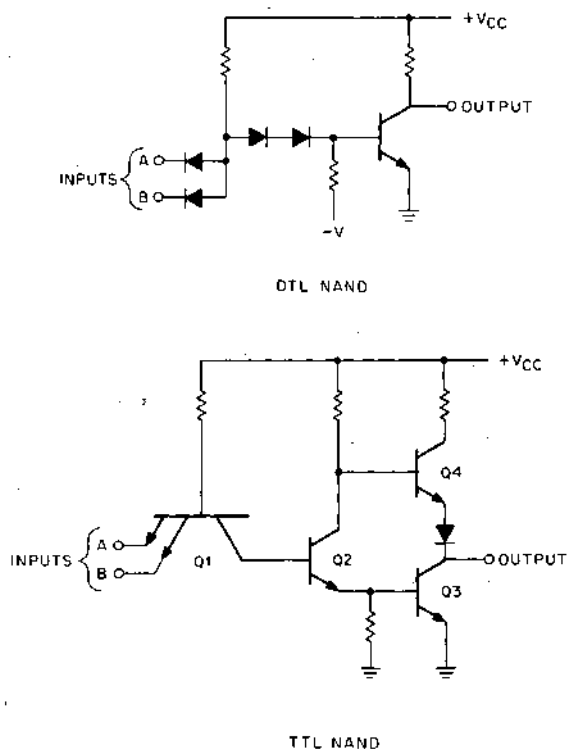 +VCC
OUTPUT
A
INPUTS
B
-V
DTL NAND
+VCC
Q4
A
INPUTS
B
Q1
Q2
OUTPUT
Q3
TTL NAND